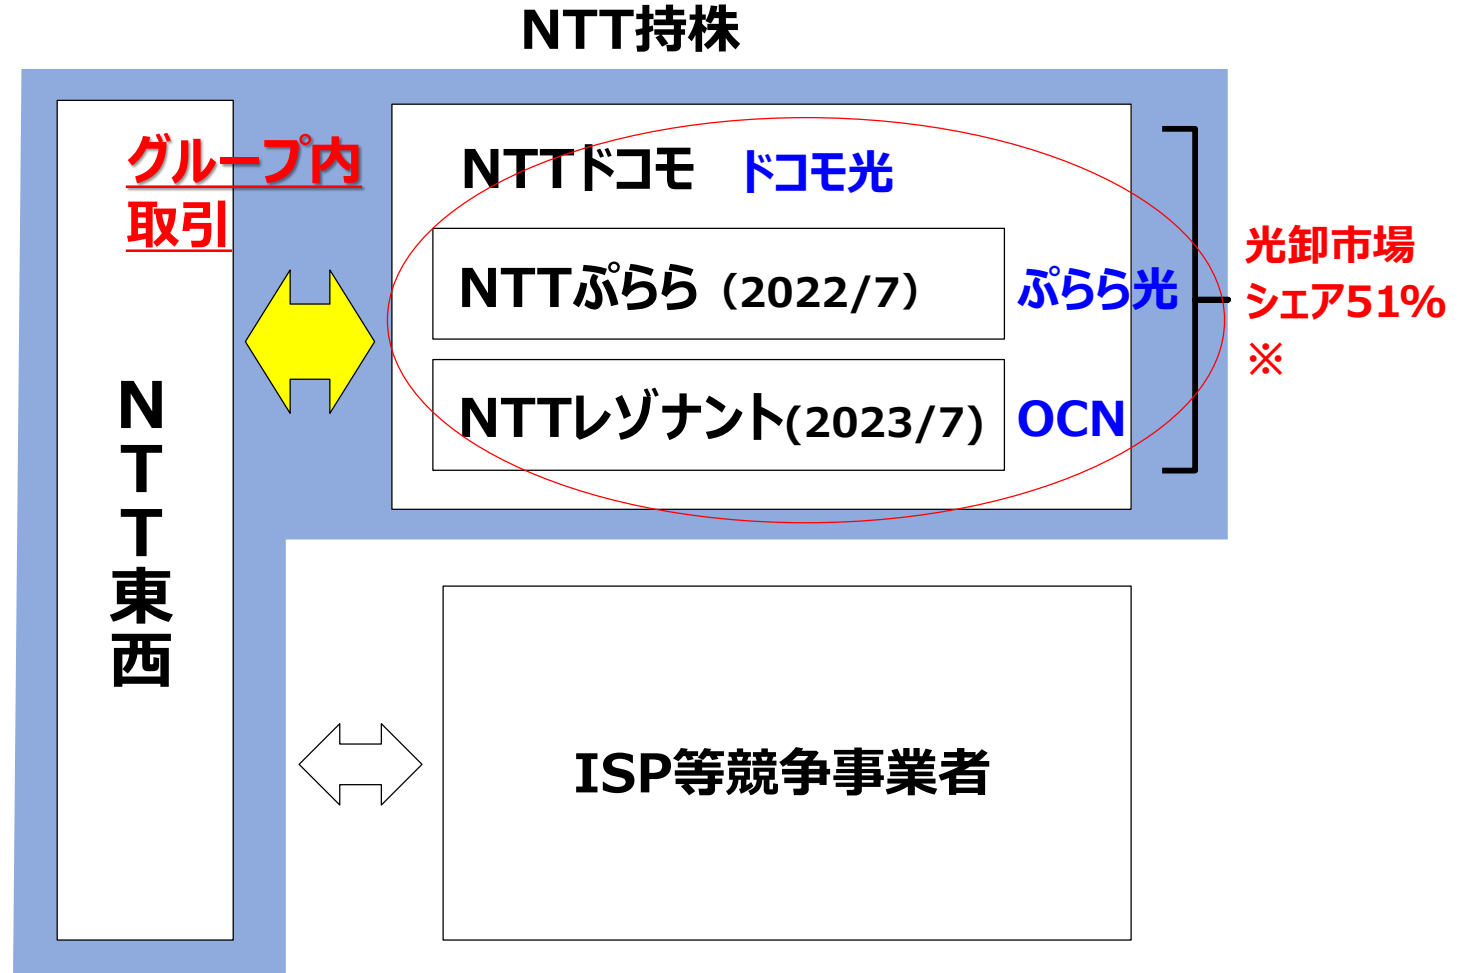 NTT持株
グループ内
取引
NTTドコモ ドコモ光
NTTぷらら（2022/7） ぷらら光
NTTレゾナント(2023/7) OCN
光卸市場
シェア51%
※
NTT東西
ISP等競争事業者